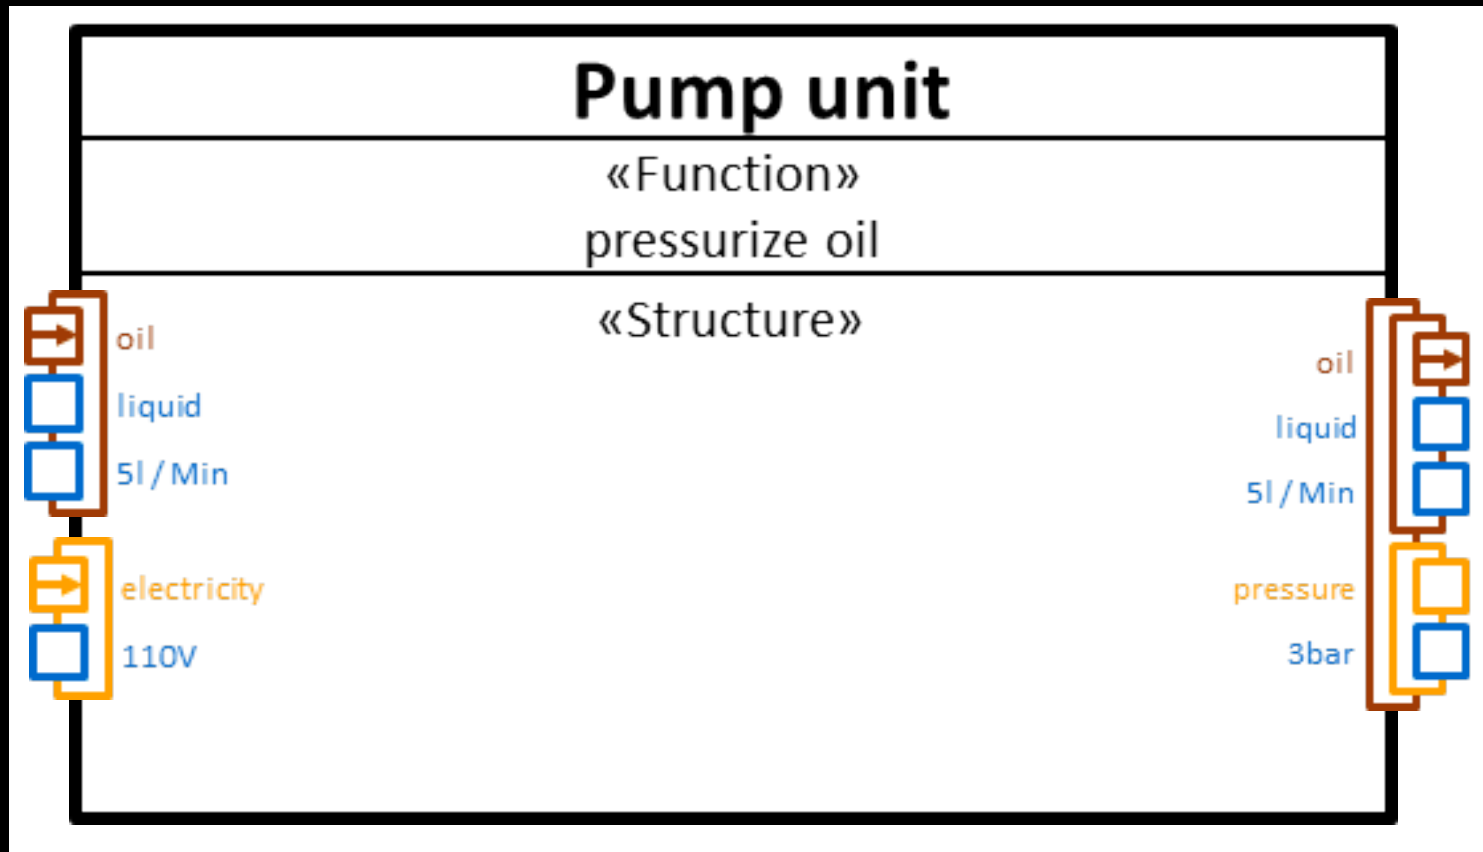 Pump unit
«Function»
pressurize oil
«Structure»
oil
liquid
5l/Min
electricity
110V
oil
liquid
5l/Min
pressure
3bar